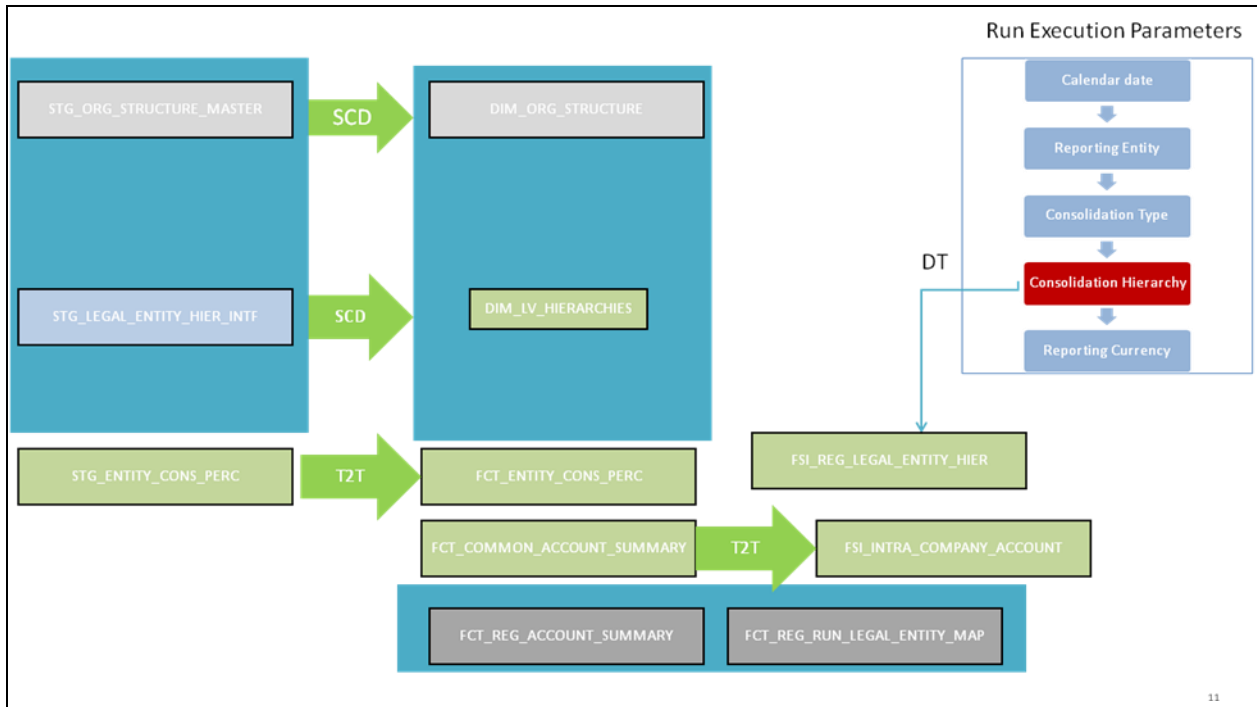 Run Execution Parameters
STG_ORG_STRUCTURE_MASTER
SCD
DIM_ORG_STRUCTURE
Calendar date
Reporting Entity
Consolidation Type
DT
Consolidation Hierarchy
STG_LEGAL_ENTITY_HIER_INTF
SCD
DIM_LV_HIERARCHIES
Reporting Currency
STG_ENTITY_CONS_PERC
T2T
FCT_ENTITY_CONS_PERC
FSI_REG_LEGAL_ENTITY_HIER
FCT_COMMON_ACCOUNT_SUMMARY
T2T
FSI_INTRA_COMPANY_ACCOUNT
FCT_REG_ACCOUNT_SUMMARY
FCT_REG_RUN_LEGAL_ENTITY_MAP
11